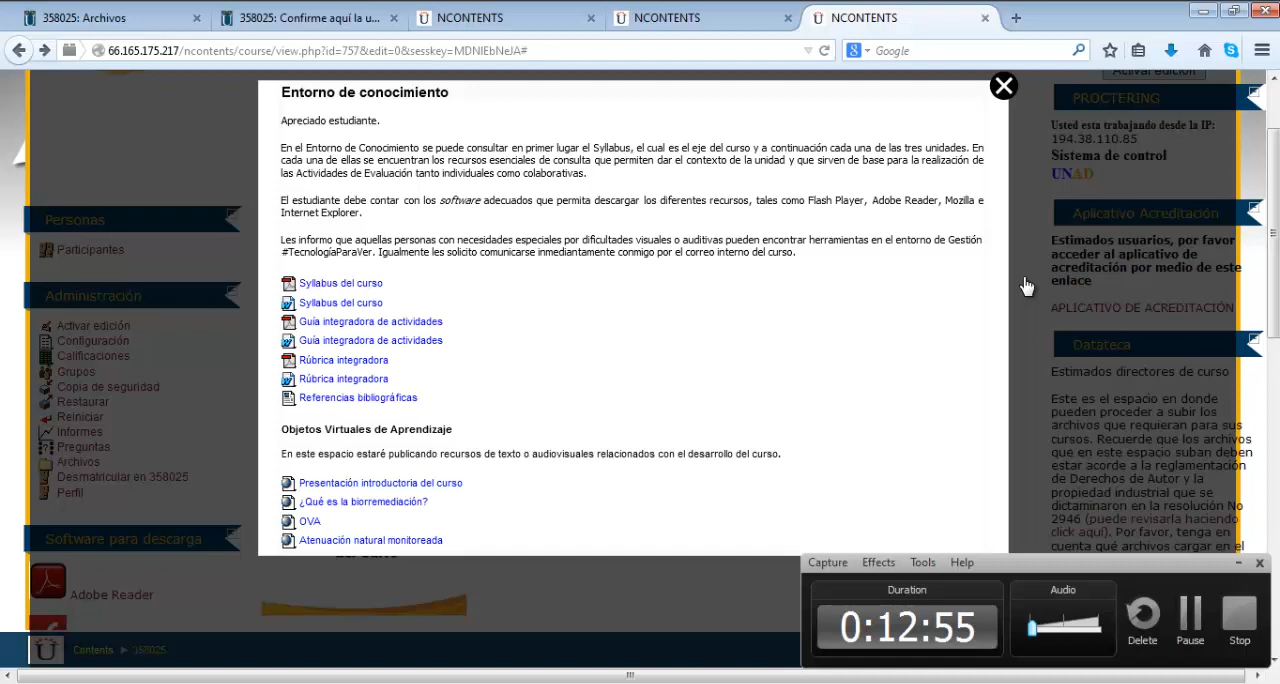 358025: Archivos
358025: Confirme aquí la u...
NCONTENTS
NCONTENTS
NCONTENTS
66.165.175.217/ncontents/course/view.php?id=757&edit=0&sesskey=MDNIEbNeJA#
Google
Entorno de conocimiento
Apreciado estudiante.
En el Entorno de Conocimiento se puede consultar en primer lugar el Syllabus, el cual es el eje del curso y a continuación cada una de las tres unidades. En
cada una de ellas se encuentran los recursos esenciales de consulta que permiten dar el contexto de la unidad y que sirven de base para la realización de
las Actividades de Evaluación tanto individuales como colaborativas.
El estudiante debe contar con los software adecuados que permita descargar los diferentes recursos, tales como Flash Player, Adobe Reader, Mozilla e
Internet Explorer.
Les informo que aquellas personas con necesidades especiales por dificultades visuales o auditivas pueden encontrar herramientas en el entorno de Gestión
#TecnologíaParaVer. Igualmente les solicito comunicarse inmediantamente conmigo por el correo interno del curso.
Syllabus del curso
Syllabus del curso
Guía integradora de actividades
Guía integradora de actividades
Rúbrica integradora
Rúbrica integradora
Referencias bibliográficas
Objetos Virtuales de Aprendizaje
En este espacio estaré publicando recursos de texto o audiovisuales relacionados con el desarrollo del curso.
Presentación introductoria del curso
¿Qué es la biorremediación?
OVA
Atenuación natural monitoreada
Personas
Participantes
Administración
Activar edición
Configuración
Calificaciones
Grupos
Copia de seguridad
Restaurar
Reiniciar
Informes
Preguntas
Archivos
Desmatricular en 358025
Perfil
Software para descarga
Adobe Reader
Contents ► 358025
Activar edición
PROCTERING
Usted esta trabajando desde la IP:
194.38.110.85
Sistema de control
UNAD
Aplicativo Acreditación
Estimados usuarios, por favor
acceder al aplicativo de
acreditación por medio de este
enlace
APLICATIVO DE ACREDITACIÓN
Datateca
Estimados directores de curso
Este es el espacio en donde
pueden proceder a subir los
archivos que requieran para sus
cursos. Recuerde que los archivos
que en este espacio suban deben
estar acorde a la reglamentación
de Derechos de Autor y la
propiedad industrial que se
dictaminaron en la resolución No
2946 (puede revisarla haciendo
click aquí). Por favor, tenga en
cuenta qué archivos cargar en el
Capture Effects Tools Help
Duration
0:12:55
Audio
Delete
Pause
Stop